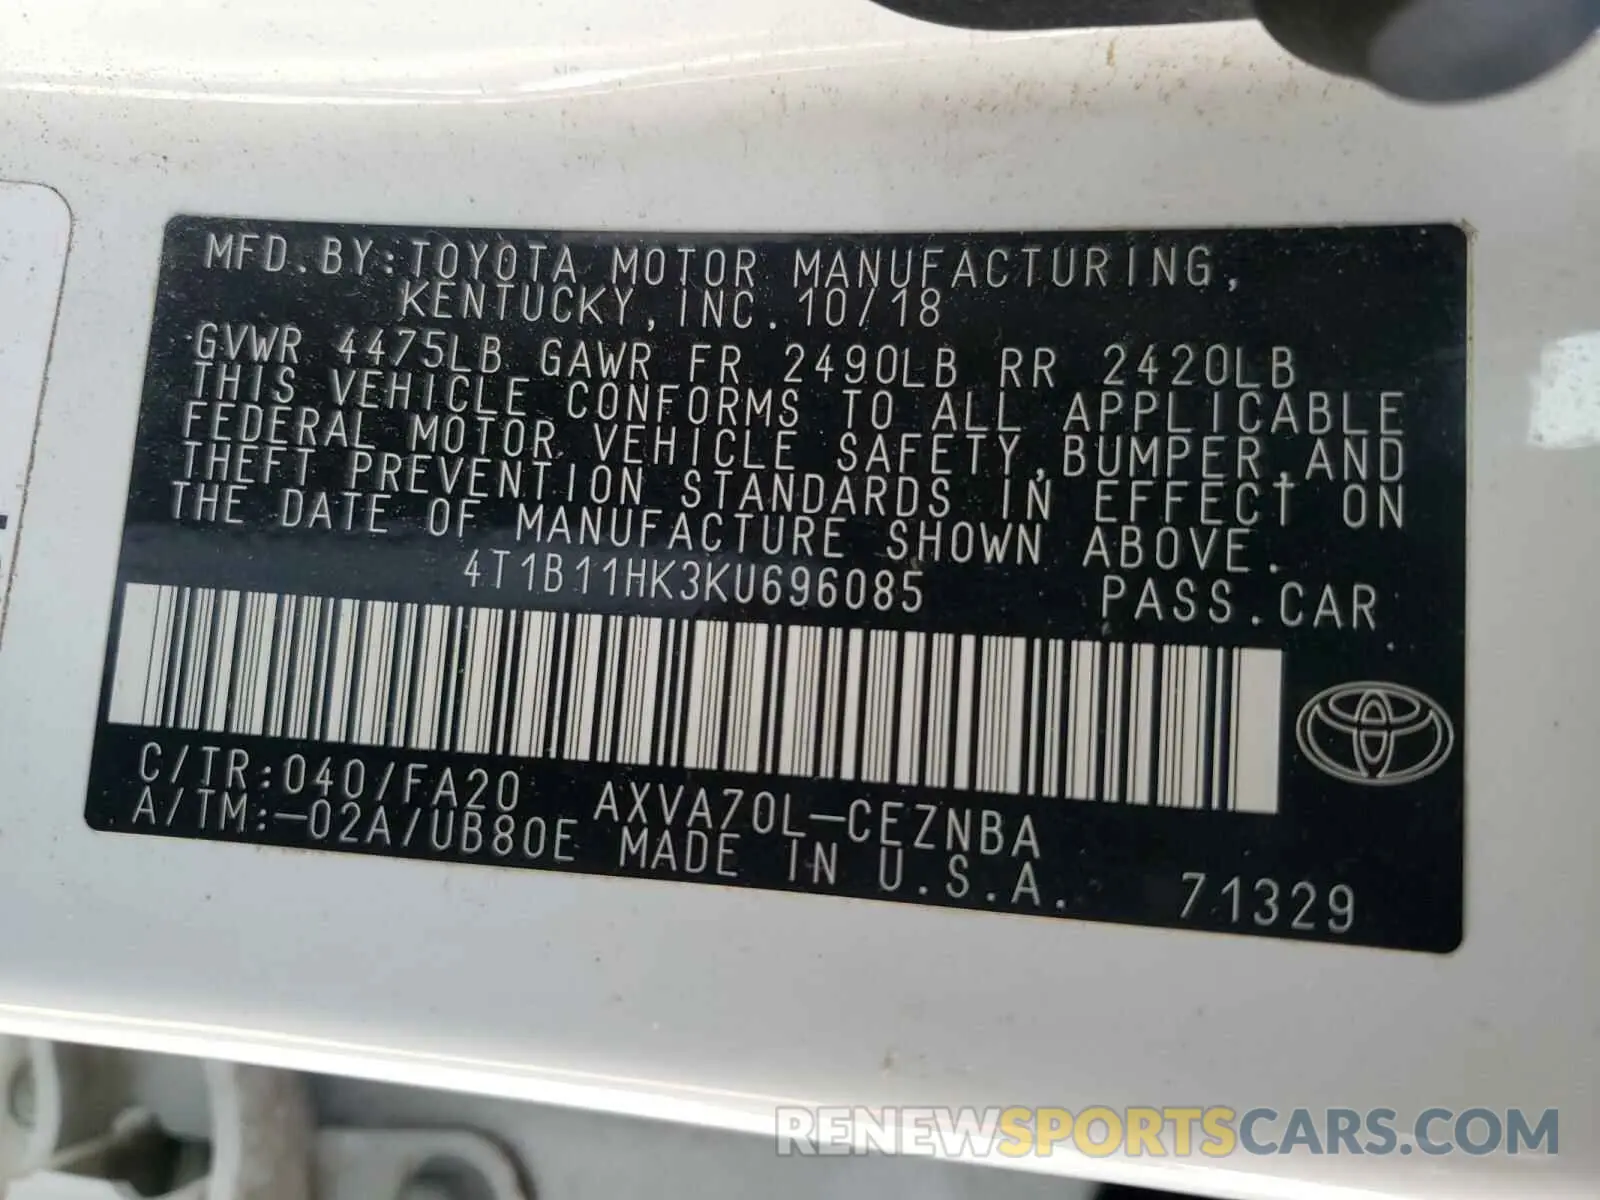 MFD.BY:TOYOTA MOTOR MANUFACTURING,
KENTUCKY,INC.10/18
GVWR 4475LB GAWR FR 2490LB RR 2420LB
THIS VEHICLE CONFORMS TO ALL APPLICABLE
FEDERAL MOTOR VEHICLE SAFETY,BUMPER,AND
THEFT PREVENTION STANDARDS IN EFFECT ON
THE DATE OF MANUFACTURE SHOWN ABOVE.
4T1B11HK3KU696085 PASS.CAR
C/TR:040/FA20 AXVA70L-CEZNBA
A/TM:-02A/UB80E MADE IN U.S.A. 71329
RENEWSPORTSCARS.COM